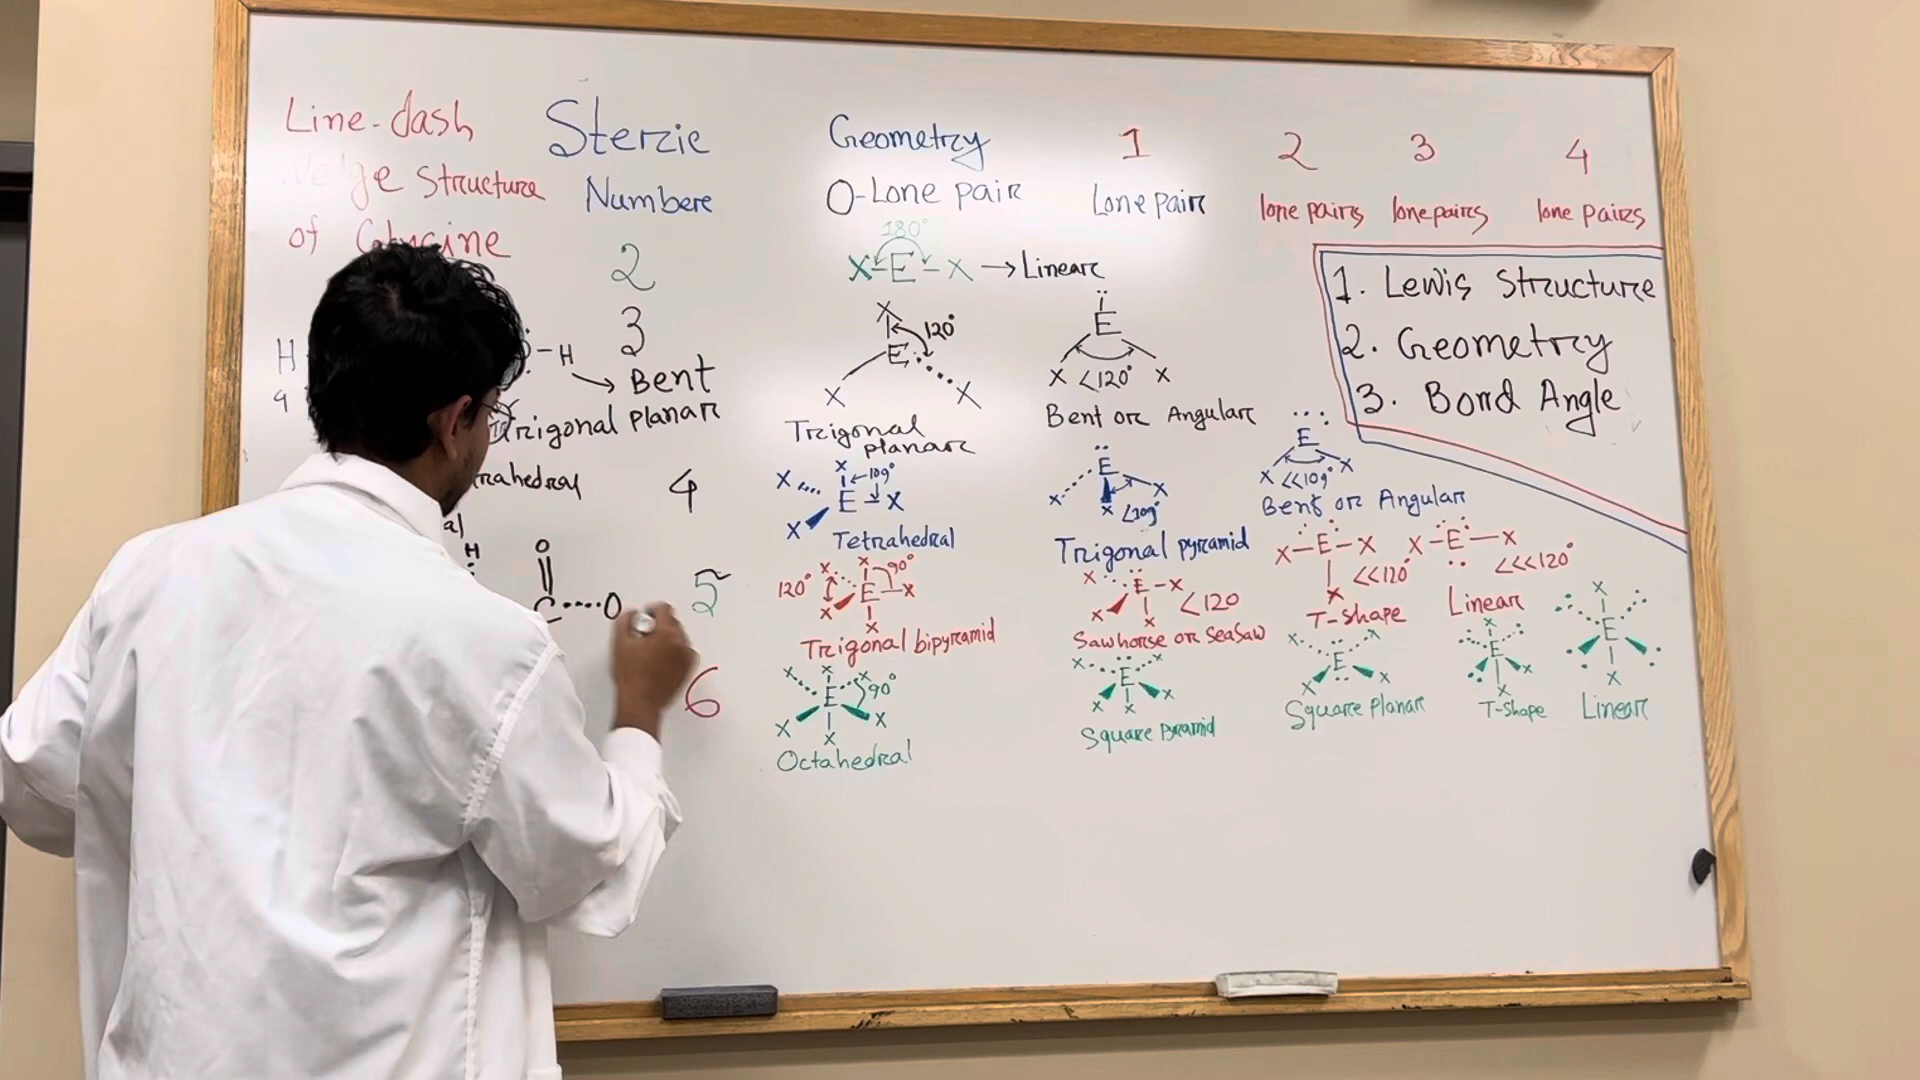 Line-dash
Wedge Structure
of Glycine
Steric
Number
Geometry
0-Lone pair
1
Lone pair
2
lone pairs
3
lone pairs
4
lone pairs
1. Lewis Structure
2. Geometry
3. Bond Angle
2
180°
X-E-X → Linear
3
X
120°
E
X
X
Trigonal
planar
E
X <120° X
Bent or Angular
H
-H
→ Bent
Trigonal planar
4
X
X
109°
E
X
X
Tetrahedral
E
X
X
X
<109°
Trigonal pyramid
E
X
X
<<109°
Bent or Angular
H
O
C
O
5
120°
X
X
90°
E
X
X
X
Trigonal bipyramid
X
E-X
X
X
<120
Sawhorse or SeaSaw
X-E-X
X
<<120°
T-shape
X-E-X
<<<120°
Linear
6
X
X
X
E
90°
X
X
X
Octahedral
X
X
E
X
X
X
Square pyramid
X
X
E
X
X
Square planar
X
E
X
X
T-shape
X
E
X
Linear